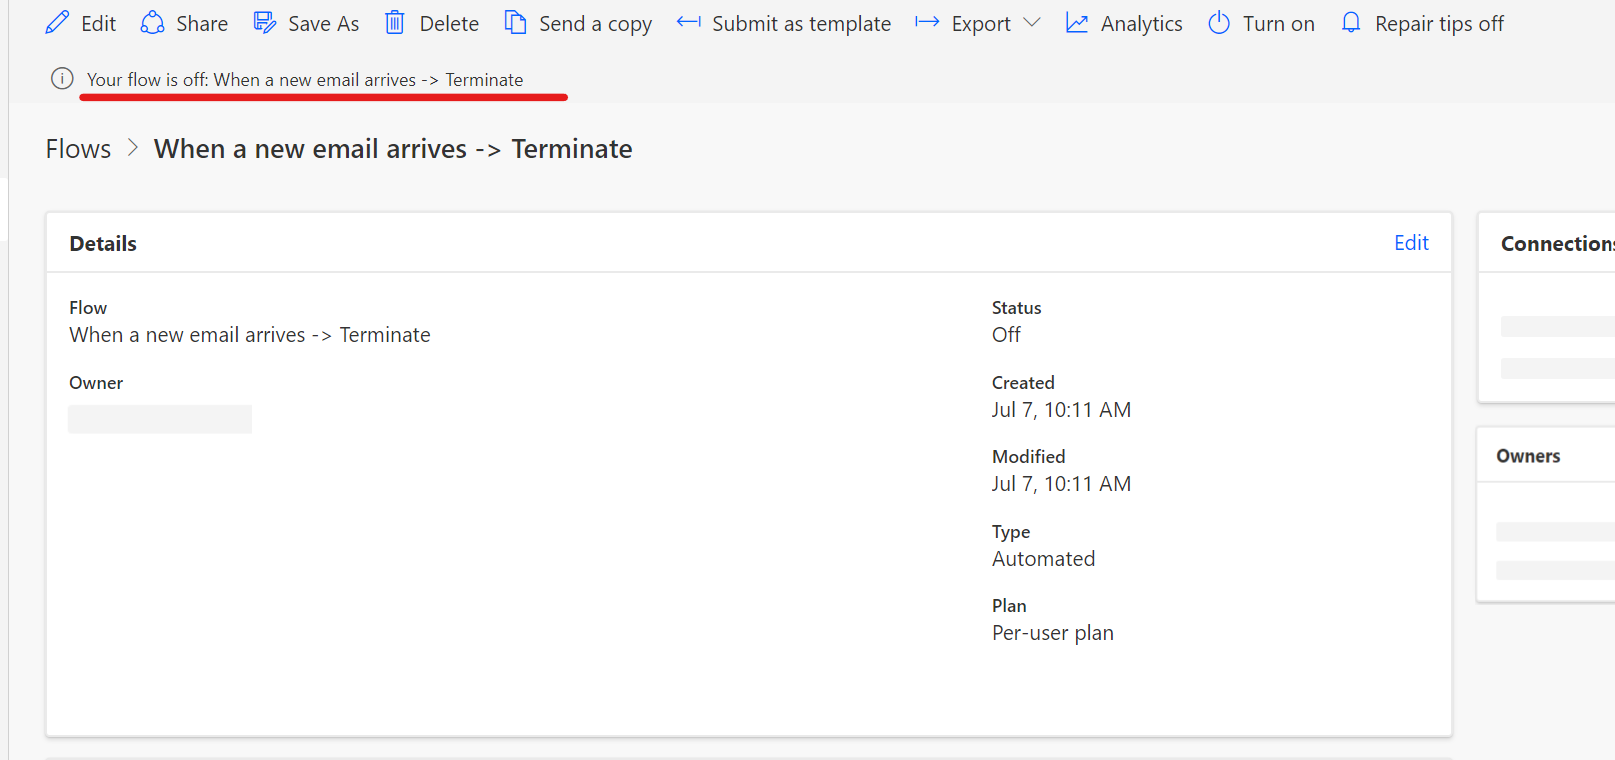 Edit Share Save As Delete Send a copy Submit as template Export Analytics Turn on Repair tips off
Your flow is off: When a new email arrives -> Terminate
Flows > When a new email arrives -> Terminate
Details Edit
Flow
When a new email arrives -> Terminate
Owner
Status
Off
Created
Jul 7, 10:11 AM
Modified
Jul 7, 10:11 AM
Type
Automated
Plan
Per-user plan
Connections
Owners